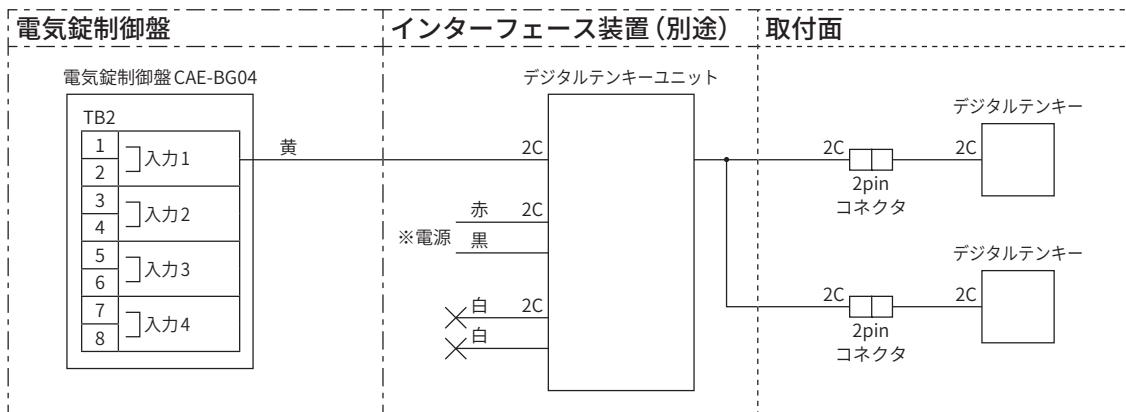 電気錠制御盤
インターフェース装置(別途)
取付面
電気錠制御盤CAE-BG04
TB2
1
2
入力1
3
4
入力2
5
6
入力3
7
8
入力4
黄
デジタルテンキーユニット
2C
赤
2C
※電源
黒
白
2C
白
デジタルテンキー
2C
2C
2pin
コネクタ
デジタルテンキー
2C
2C
2pin
コネクタ